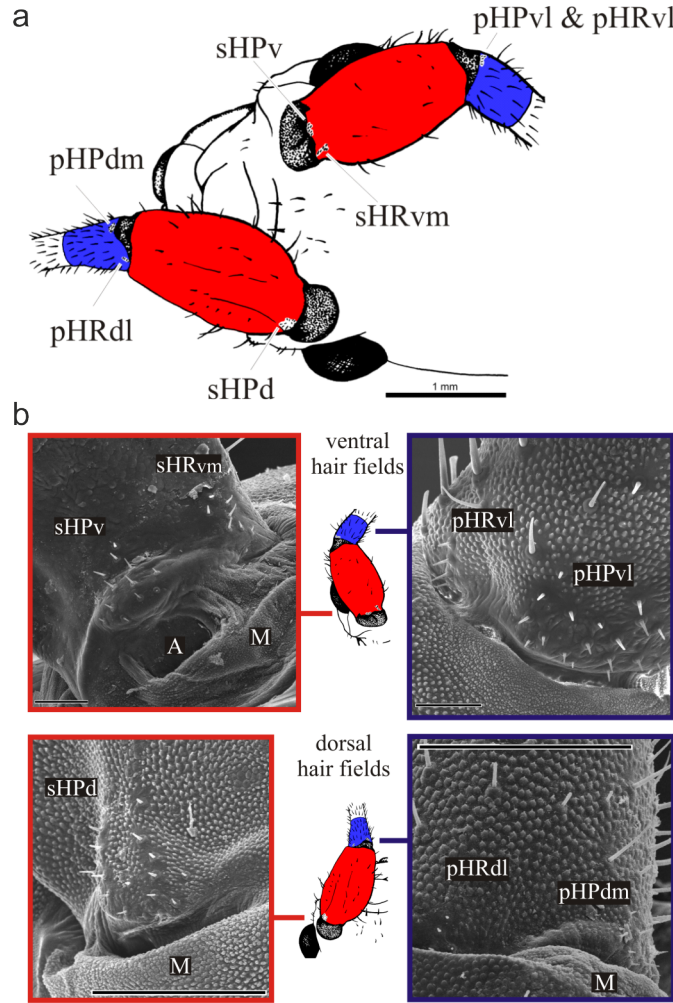 a
pHPvl & pHRvl
sHPv
pHPdm
sHRvm
pHRdl
sHPd
1 mm
b
ventral
hair fields
sHRvm
sHPv
A
M
pHRvl
pHPvl
dorsal
hair fields
sHPd
M
pHRdl
pHPdm
M